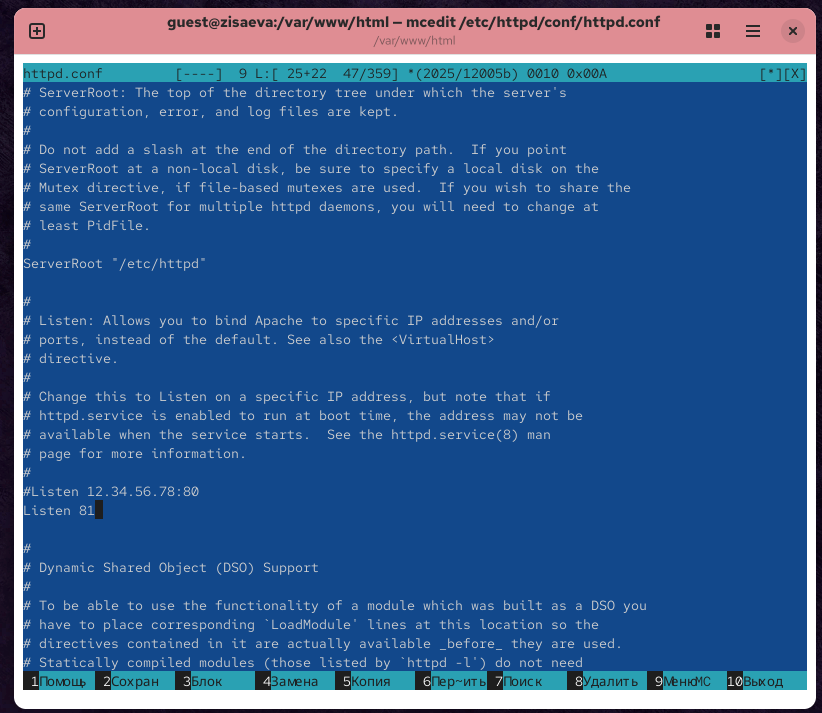 guest@zisaeva:/var/www/html — mcedit /etc/httpd/conf/httpd.conf
/var/www/html
httpd.conf [----] 9 L:[ 25+22 47/359] *(2025/12005b) 0010 0x00A [*][X]
# ServerRoot: The top of the directory tree under which the server's
# configuration, error, and log files are kept.
#
# Do not add a slash at the end of the directory path.  If you point
# ServerRoot at a non-local disk, be sure to specify a local disk on the
# Mutex directive, if file-based mutexes are used.  If you wish to share the
# same ServerRoot for multiple httpd daemons, you will need to change at
# least PidFile.
#
ServerRoot "/etc/httpd"
#
# Listen: Allows you to bind Apache to specific IP addresses and/or
# ports, instead of the default. See also the <VirtualHost>
# directive.
#
# Change this to Listen on a specific IP address, but note that if
# httpd.service is enabled to run at boot time, the address may not be
# available when the service starts.  See the httpd.service(8) man
# page for more information.
#
#Listen 12.34.56.78:80
Listen 81
#
# Dynamic Shared Object (DSO) Support
#
# To be able to use the functionality of a module which was built as a DSO you
# have to place corresponding `LoadModule' lines at this location so the
# directives contained in it are actually available _before_ they are used.
# Statically compiled modules (those listed by `httpd -l') do not need
1Помощь 2Сохран 3Блок 4Замена 5Копия 6Пер~ить 7Поиск 8Удалить 9МенюМС 10Выход